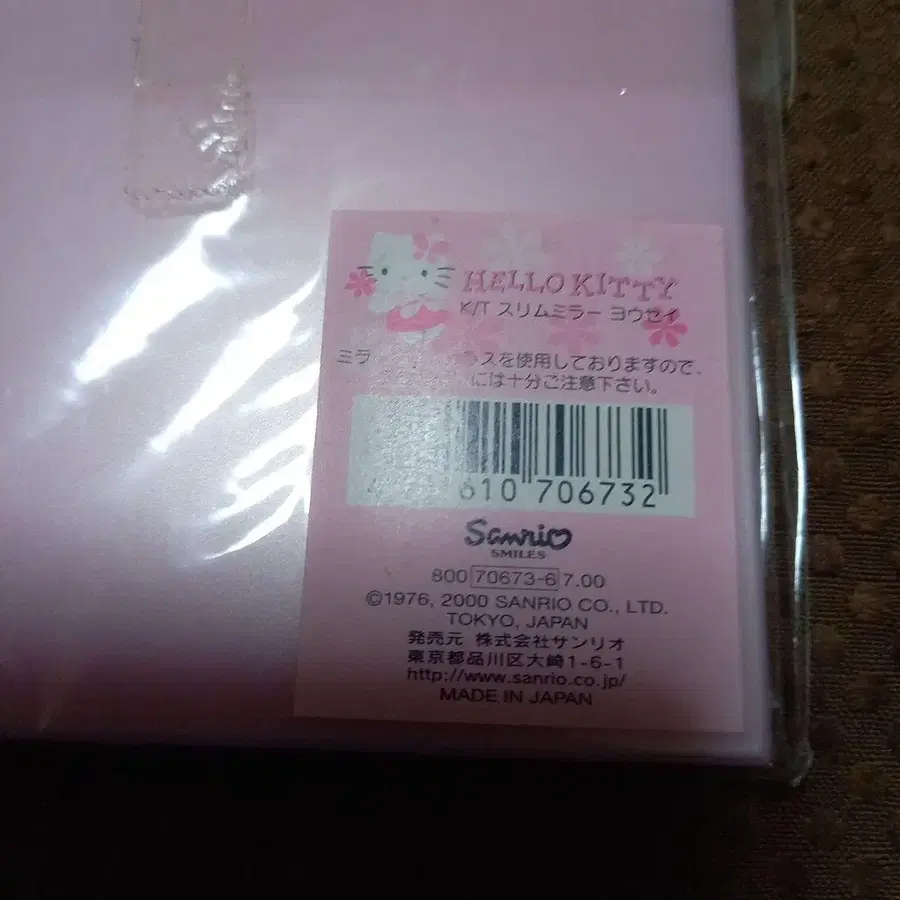 HELLO KITTY
K/T スリムミラー ヨウセイ
ミラ スを使用しておりますので、
には十分ご注意下さい。
610 706732
Sanrio
SMILES
800 70673-6 7.00
©1976, 2000 SANRIO CO., LTD.
TOKYO, JAPAN
発売元 株式会社サンリオ
東京都品川区大崎1-6-1
http://www.sanrio.co.jp/
MADE IN JAPAN